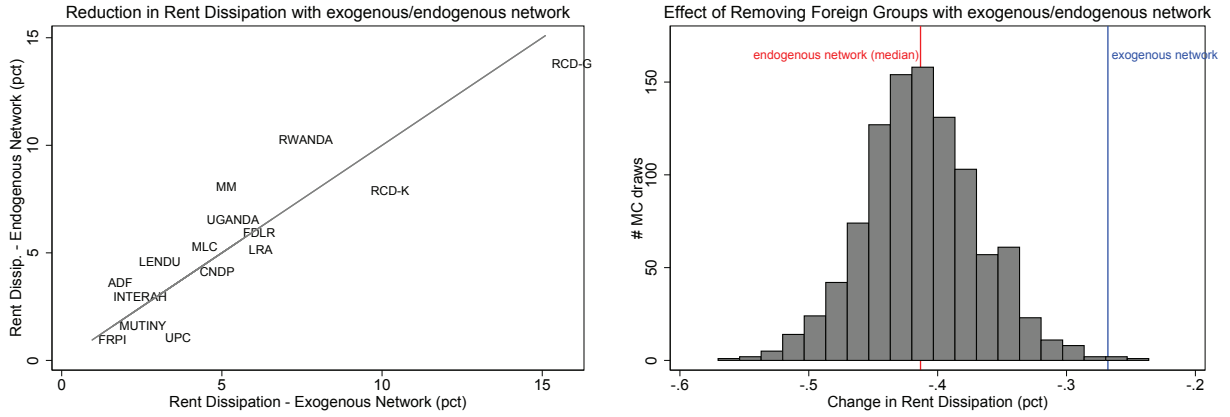 Reduction in Rent Dissipation with exogenous/endogenous network
Rent Dissip. - Endogenous Network (pct)
15
10
5
0
RCD-G
RWANDA
MM
RCD-K
UGANDA
FDLR
MLC
LRA
LENDU
CNDP
ADF
INTERAH
MUTINY
FRPI
UPC
0
5
10
15
Rent Dissipation - Exogenous Network (pct)
Effect of Removing Foreign Groups with exogenous/endogenous network
endogenous network (median)
exogenous network
# MC draws
150
100
50
0
-.6
-.5
-.4
-.3
-.2
Change in Rent Dissipation (pct)